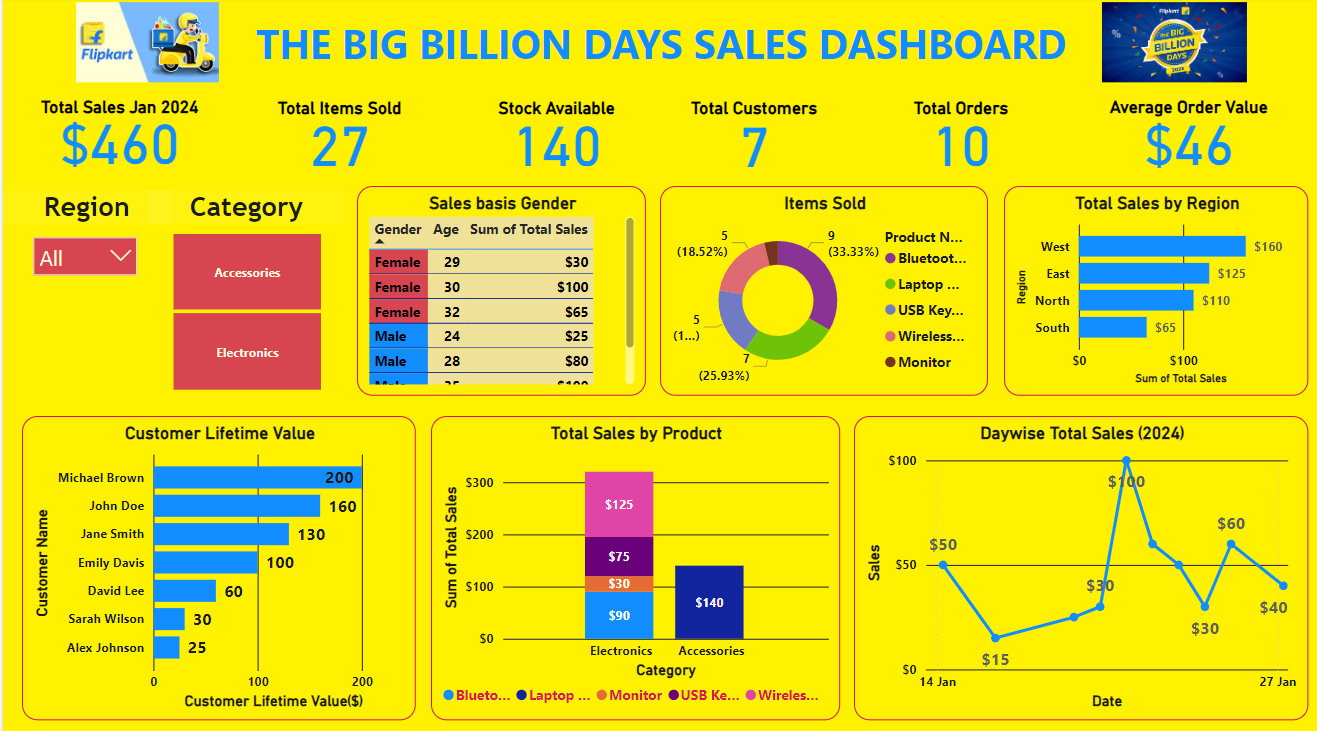 Flipkart
THE BIG BILLION DAYS SALES DASHBOARD
Flipkart
THE BIG
BILLION
DAYS
2024
%
Total Sales Jan 2024
$460
Total Items Sold
27
Stock Available
140
Total Customers
7
Total Orders
10
Average Order Value
$46
Region
All
Category
Accessories
Electronics
Sales basis Gender
Gender Age Sum of Total Sales
Female 29 $30
Female 30 $100
Female 32 $65
Male 24 $25
Male 28 $80
Items Sold
5
(18.52%)
9
(33.33%)
5
(1...)
7
(25.93%)
Product N...
Bluetoot...
Laptop ...
USB Key...
Wireless...
Monitor
Total Sales by Region
Region
West $160
East $125
North $110
South $65
$0 $100
Sum of Total Sales
Customer Lifetime Value
Customer Name
Michael Brown 200
John Doe 160
Jane Smith 130
Emily Davis 100
David Lee 60
Sarah Wilson 30
Alex Johnson 25
0 100 200
Customer Lifetime Value($)
Total Sales by Product
Sum of Total Sales
$300
$200
$100
$0
$125
$75
$30
$90
$140
Electronics Accessories
Category
Blueto... Laptop ... Monitor USB Ke... Wireles...
Daywise Total Sales (2024)
Sales
$100
$50
$0
$50
$15
$30
$100
$30
$60
$40
14 Jan 27 Jan
Date